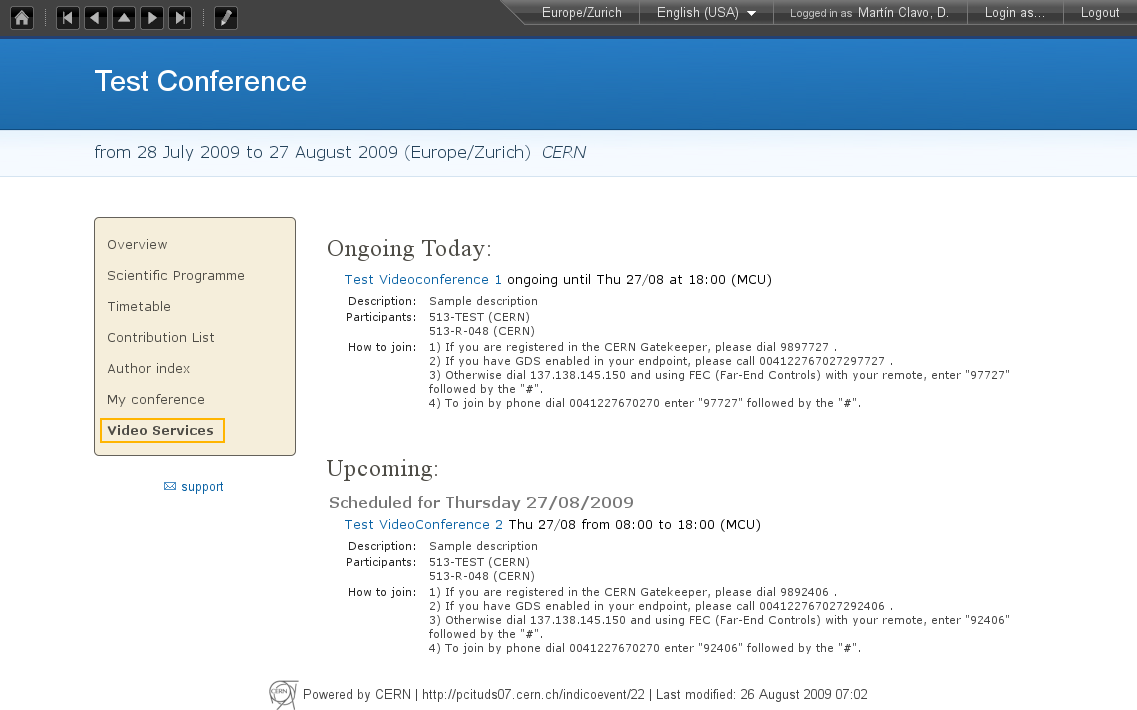 Europe/Zurich English (USA) Logged in as Martín Clavo, D. Login as... Logout
Test Conference
from 28 July 2009 to 27 August 2009 (Europe/Zurich) CERN
Overview
Scientific Programme
Timetable
Contribution List
Author index
My conference
Video Services
support
Ongoing Today:
Test Videoconference 1 ongoing until Thu 27/08 at 18:00 (MCU)
Description: Sample description
Participants: 513-TEST (CERN)
513-R-048 (CERN)
How to join: 1) If you are registered in the CERN Gatekeeper, please dial 9897727 .
2) If you have GDS enabled in your endpoint, please call 004122767027297727 .
3) Otherwise dial 137.138.145.150 and using FEC (Far-End Controls) with your remote, enter "97727"
followed by the "#".
4) To join by phone dial 0041227670270 enter "97727" followed by the "#".
Upcoming:
Scheduled for Thursday 27/08/2009
Test VideoConference 2 Thu 27/08 from 08:00 to 18:00 (MCU)
Description: Sample description
Participants: 513-TEST (CERN)
513-R-048 (CERN)
How to join: 1) If you are registered in the CERN Gatekeeper, please dial 9892406 .
2) If you have GDS enabled in your endpoint, please call 004122767027292406 .
3) Otherwise dial 137.138.145.150 and using FEC (Far-End Controls) with your remote, enter "92406"
followed by the "#".
4) To join by phone dial 0041227670270 enter "92406" followed by the "#".
CERN Powered by CERN | http://pcituds07.cern.ch/indicoevent/22 | Last modified: 26 August 2009 07:02